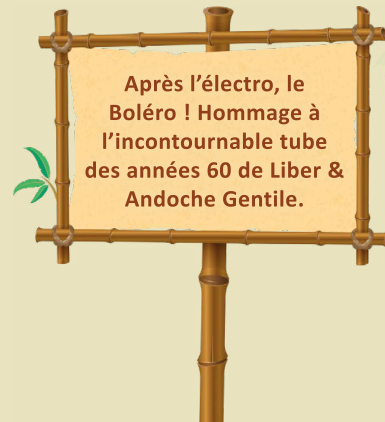 Après l’électro, le
Boléro ! Hommage à
l’incontournable tube
des années 60 de Liber &
Andoche Gentile.